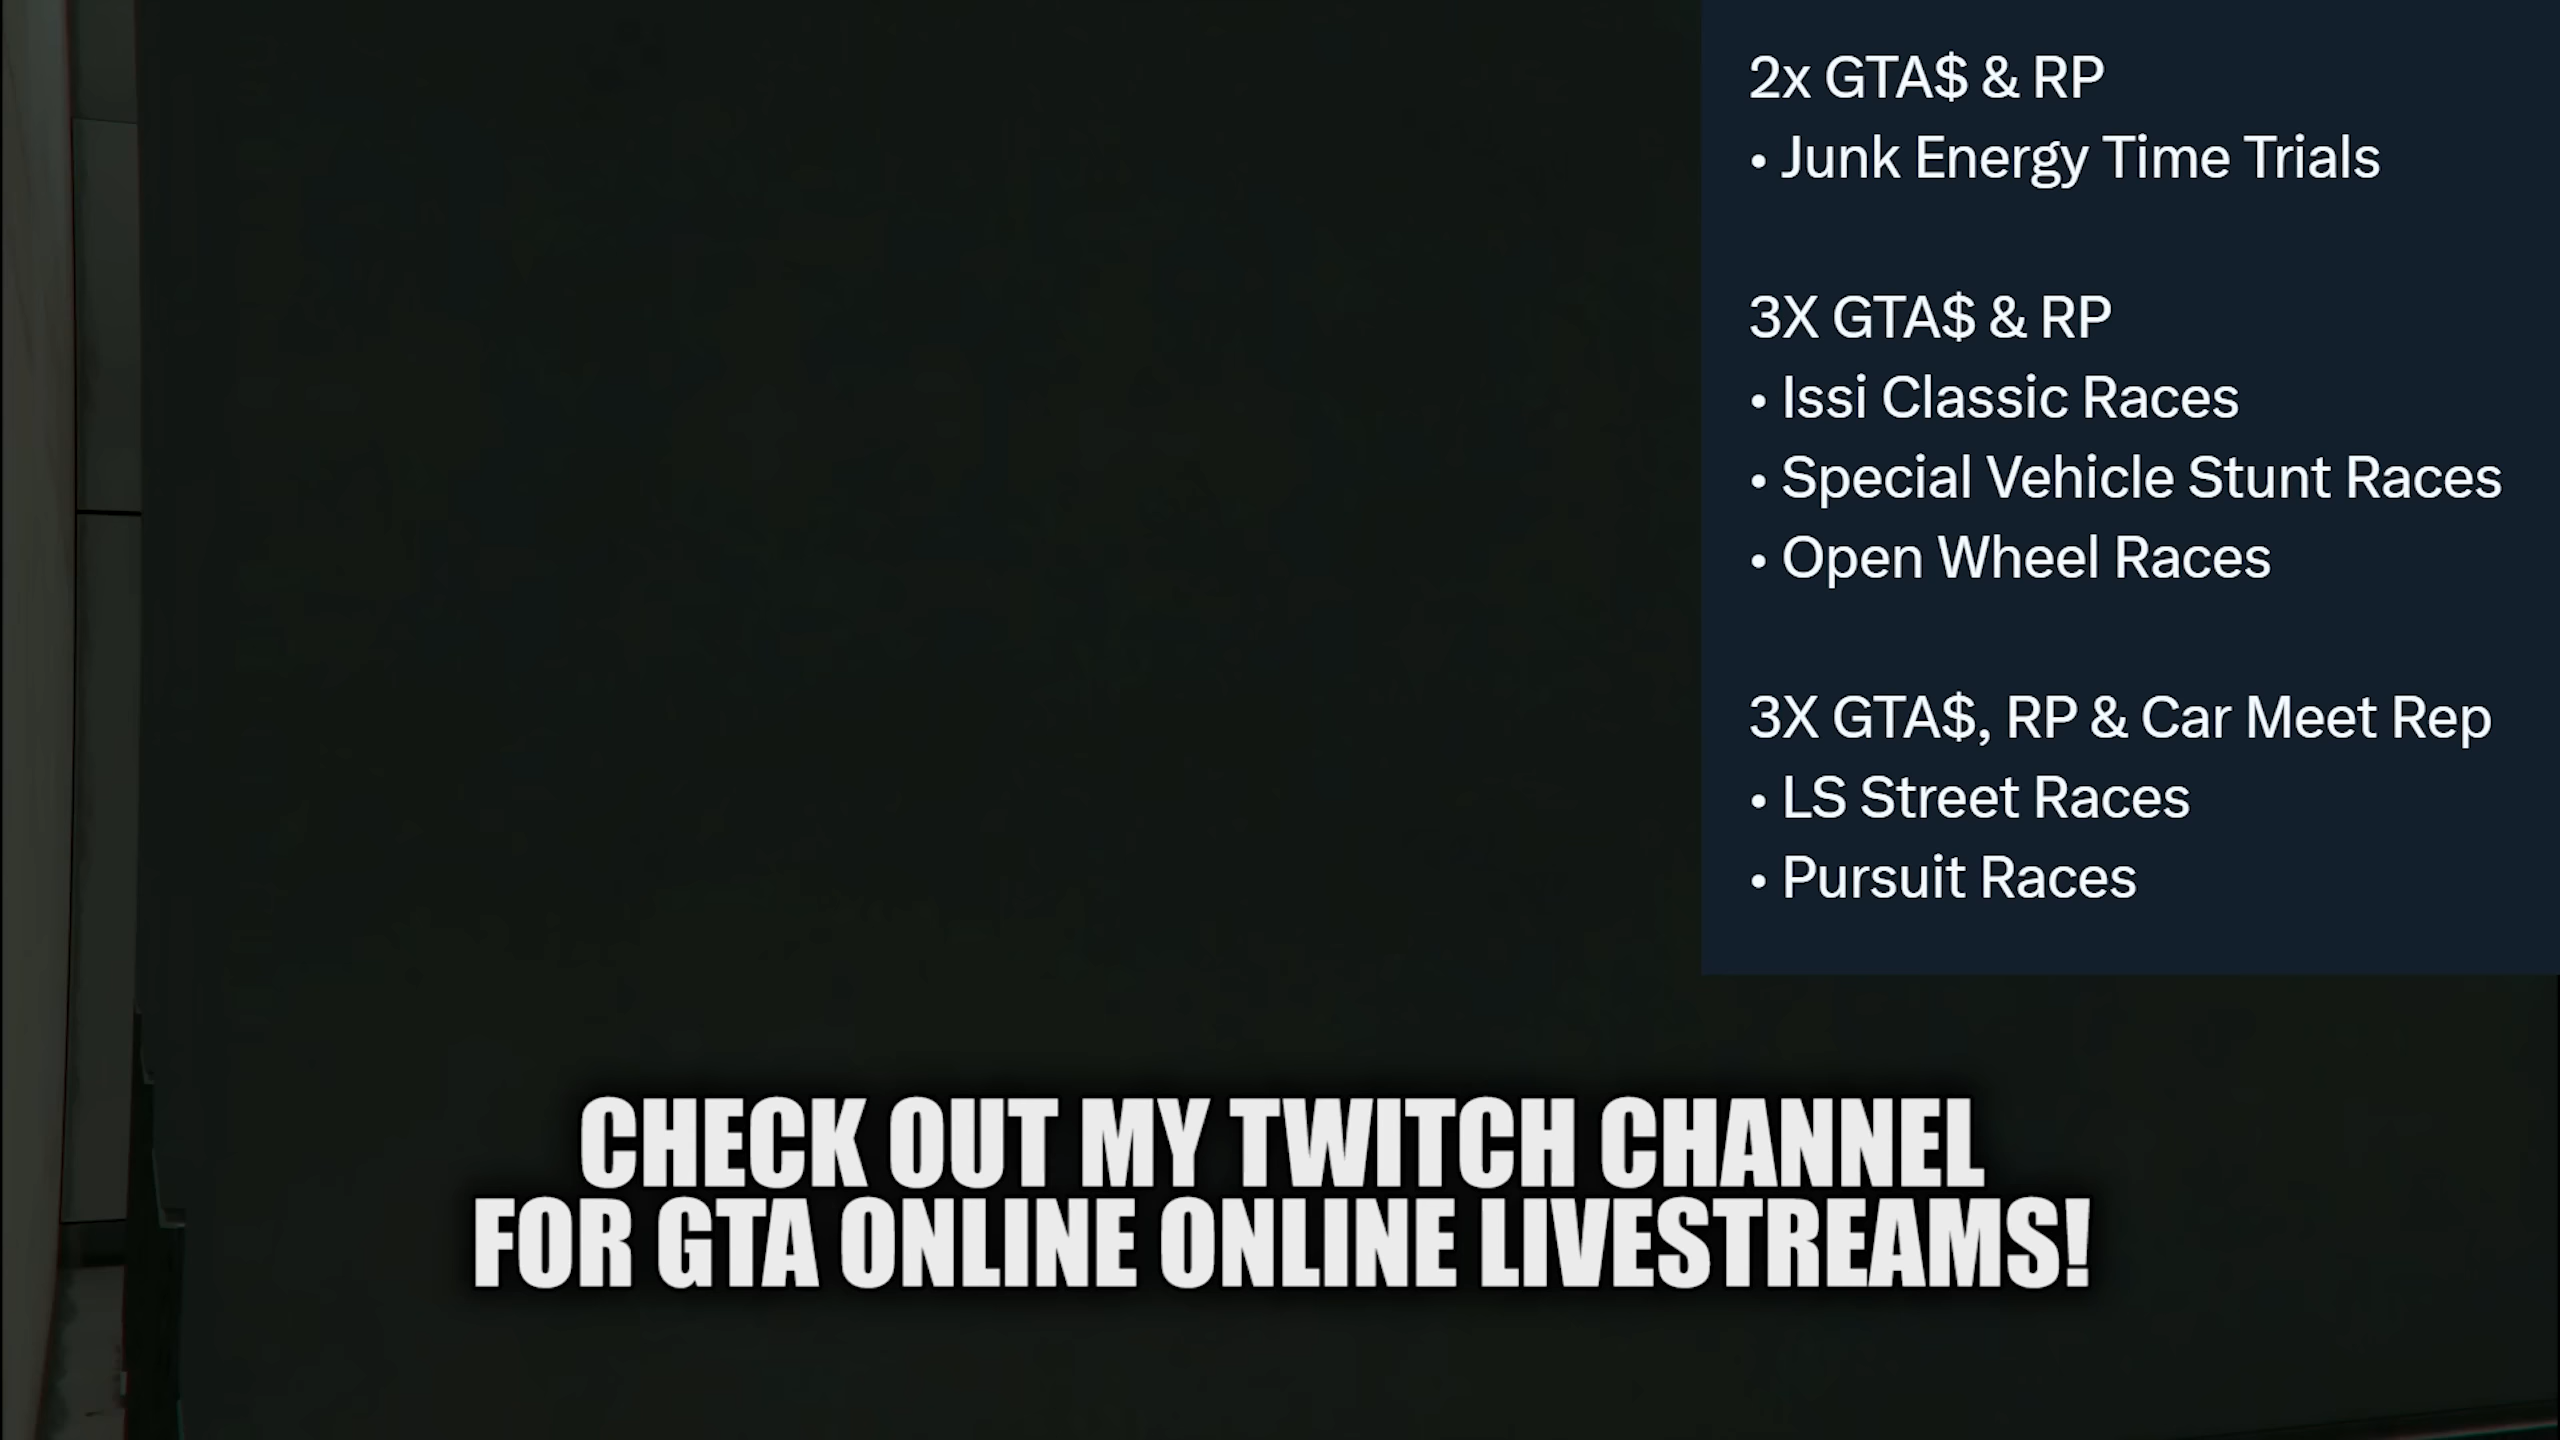 2x GTA$ & RP
• Junk Energy Time Trials
3X GTA$ & RP
• Issi Classic Races
• Special Vehicle Stunt Races
• Open Wheel Races
3X GTA$, RP & Car Meet Rep
• LS Street Races
• Pursuit Races
CHECK OUT MY TWITCH CHANNEL
FOR GTA ONLINE ONLINE LIVESTREAMS!